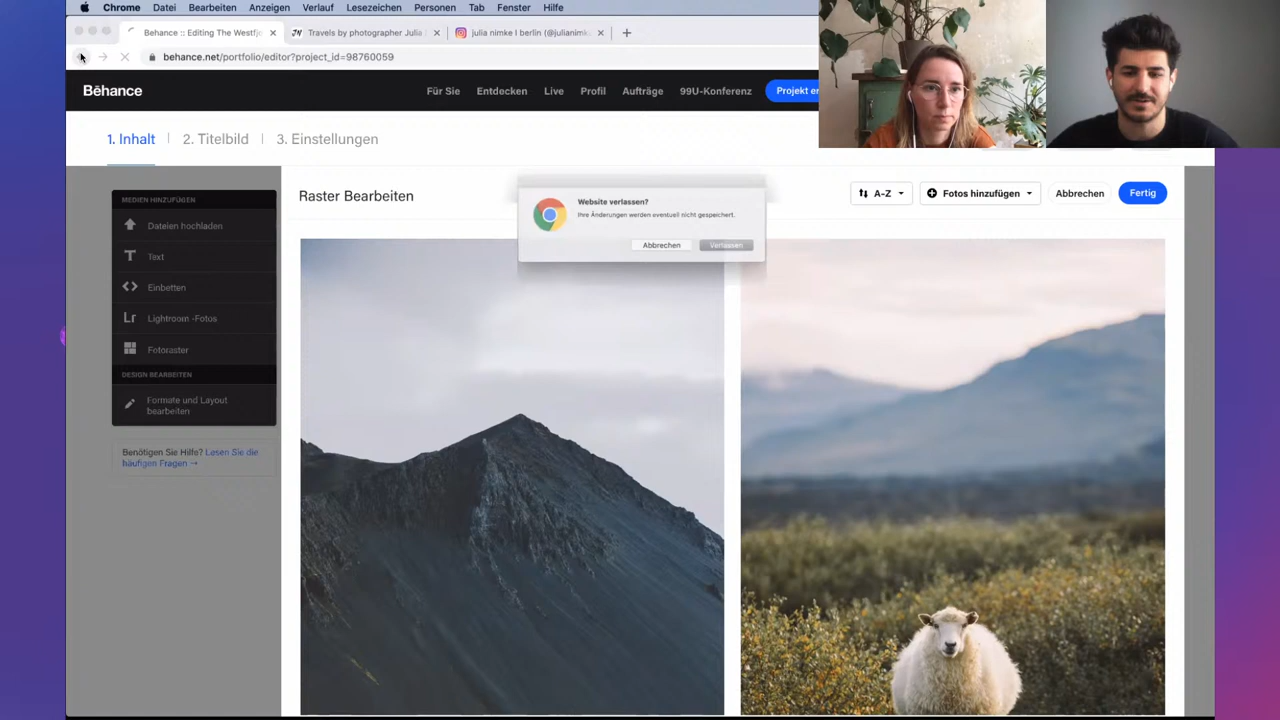 Chrome Datei Bearbeiten Anzeigen Verlauf Lesezeichen Personen Tab Fenster Hilfe
Behance :: Editing The Westfj Travels by photographer Julia julia nimke I berlin (@julianimk
behance.net/portfolio/editor?project_id=98760059
Bēhance Für Sie Entdecken Live Profil Aufträge 99U-Konferenz Projekt er
1. Inhalt 2. Titelbild 3. Einstellungen
MEDIEN HINZUFÜGEN
Dateien hochladen
Text
Einbetten
Lr Lightroom -Fotos
Fotoraster
DESIGN BEARBEITEN
Formate und Layout
bearbeiten
Benötigen Sie Hilfe? Lesen Sie die
häufigen Fragen →
Raster Bearbeiten A-Z Fotos hinzufügen Abbrechen Fertig
Website verlassen?
Ihre Änderungen werden eventuell nicht gespeichert.
Abbrechen Verlassen